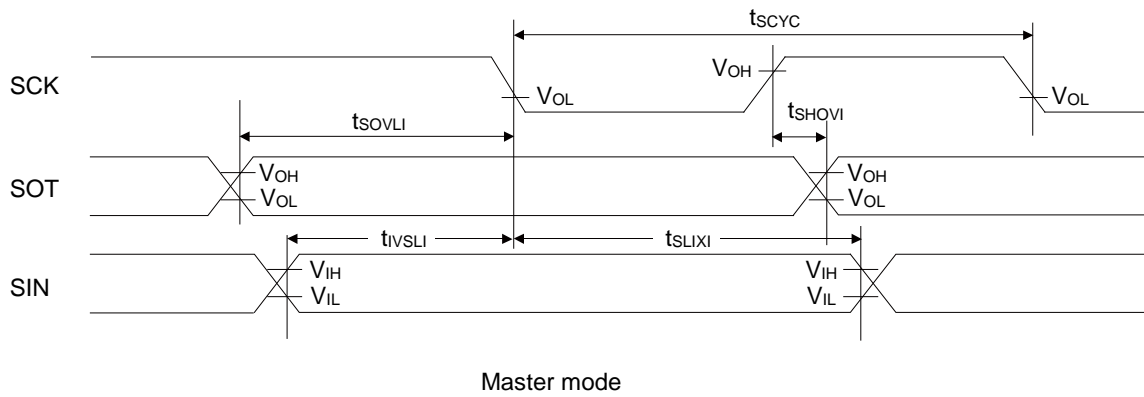 tSCYC
SCK
VOH
VOL
VOL
tSHOVI
tSOVLI
SOT
VOH
VOL
VOH
VOL
tIVSLI
tSLIXI
SIN
VIH
VIL
VIH
VIL
Master mode